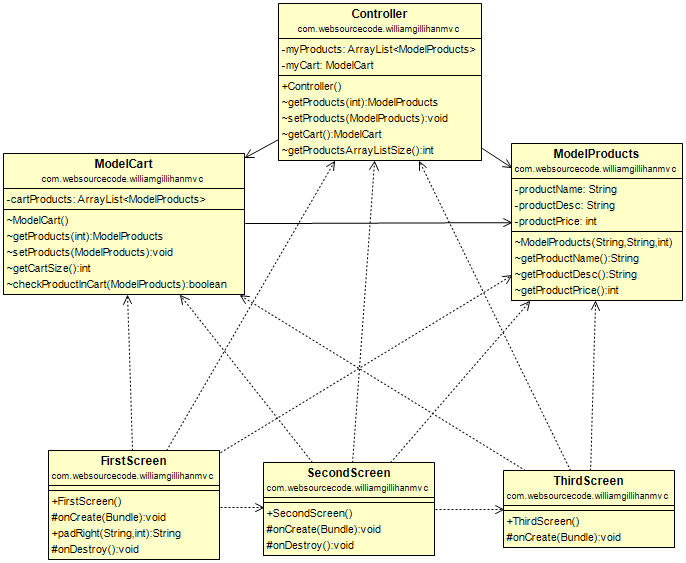 Controller
com.websourcecode.williamgillihanmvc
-myProducts: ArrayList<ModelProducts>
-myCart: ModelCart
+Controller()
~getProducts(int):ModelProducts
~setProducts(ModelProducts):void
~getCart():ModelCart
~getProductsArrayListSize():int
ModelCart
com.websourcecode.williamgillihanmvc
-cartProducts: ArrayList<ModelProducts>
~ModelCart()
~getProducts(int):ModelProducts
~setProducts(ModelProducts):void
~getCartSize():int
~checkProductInCart(ModelProducts):boolean
ModelProducts
com.websourcecode.williamgillihanmvc
-productName: String
-productDesc: String
-productPrice: int
~ModelProducts(String,String,int)
~getProductName():String
~getProductDesc():String
~getProductPrice():int
FirstScreen
com.websourcecode.williamgillihanmvc
+FirstScreen()
#onCreate(Bundle):void
+padRight(String,int):String
#onDestroy():void
SecondScreen
com.websourcecode.williamgillihanmvc
+SecondScreen()
#onCreate(Bundle):void
#onDestroy():void
ThirdScreen
com.websourcecode.williamgillihanmvc
+ThirdScreen()
#onCreate(Bundle):void